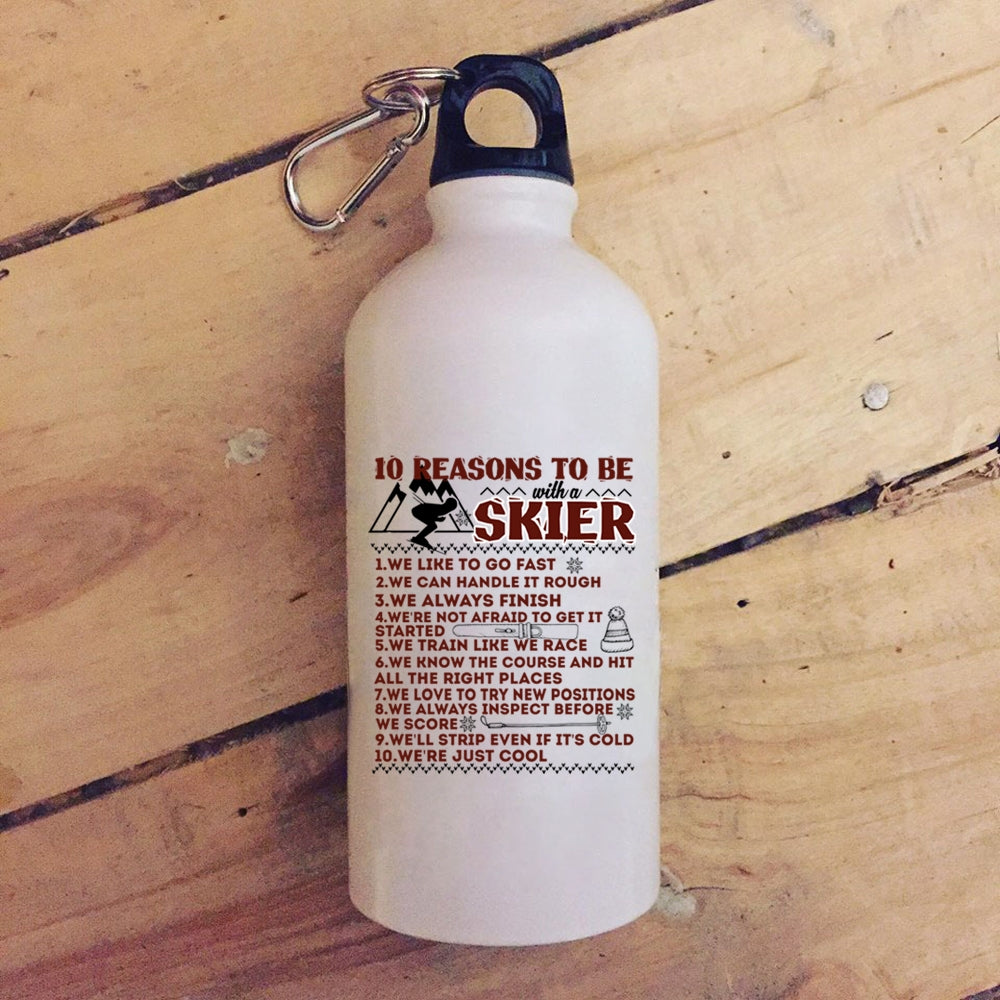 10 REASONS TO BE
with a
SKIER
1.WE LIKE TO GO FAST
2.WE CAN HANDLE IT ROUGH
3.WE ALWAYS FINISH
4.WE'RE NOT AFRAID TO GET IT
STARTED
5.WE TRAIN LIKE WE RACE
6.WE KNOW THE COURSE AND HIT
ALL THE RIGHT PLACES
7.WE LOVE TO TRY NEW POSITIONS
8.WE ALWAYS INSPECT BEFORE
WE SCORE
9.WE'LL STRIP EVEN IF IT'S COLD
10.WE'RE JUST COOL